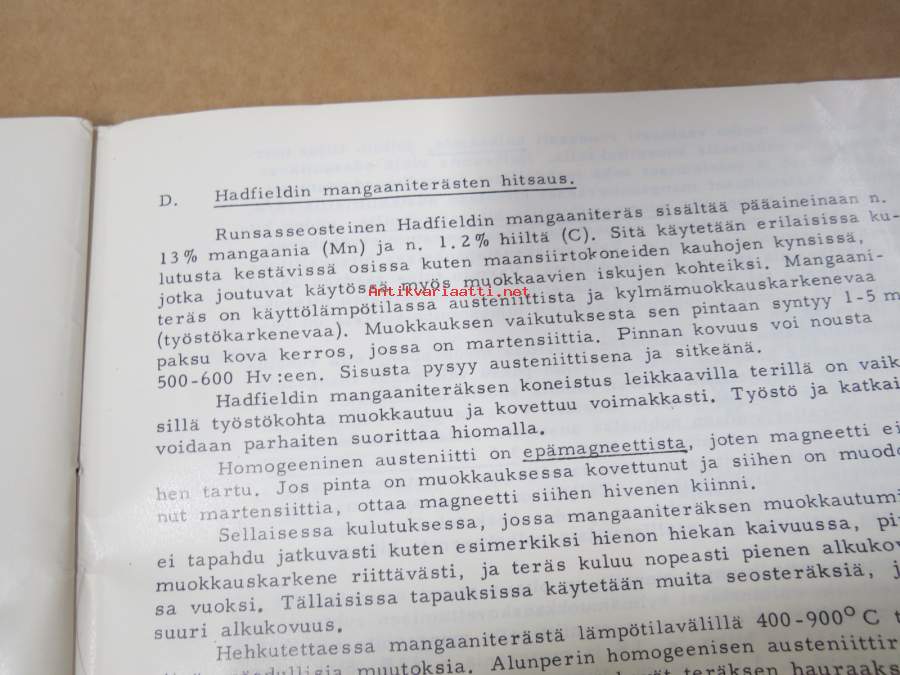 D. Hadfieldin mangaaniterästen hitsaus.
Runsasseosteinen Hadfieldin mangaaniteräs sisältää pääaineinaan n.
13% mangaania (Mn) ja n. 1.2% hiiltä (C). Sitä käytetään erilaisissa ku-
lutusta kestävissä osissa kuten maansiirtokoneiden kauhojen kynsissä,
jotka joutuvat käytössä myös muokkaavien iskujen kohteiksi. Mangaani-
teräs on käyttölämpötilassa austeniittista ja kylmämuokkauskarkenevaa
(työstökarkenevaa). Muokkauksen vaikutuksesta sen pintaan syntyy 1-5 m
paksu kova kerros, jossa on martensiittia. Pinnan kovuus voi nousta
500-600 Hv:een. Sisusta pysyy austeniittisena ja sitkeänä.
Hadfieldin mangaaniteräksen koneistus leikkaavilla terillä on vaik
sillä työstökohta muokkautuu ja kovettuu voimakkasti. Työstö ja katkai
voidaan parhaiten suorittaa hiomalla.
Homogeeninen austeniitti on epämagneettista, joten magneetti ei
hen tartu. Jos pinta on muokkauksessa kovettunut ja siihen on muodo
nut martensiittia, ottaa magneetti siihen hivenen kiinni.
Sellaisessa kulutuksessa, jossa mangaaniteräksen muokkautumi
ei tapahdu jatkuvasti kuten esimerkiksi hienon hiekan kaivuussa, pi
muokkauskarkene riittävästi, ja teräs kuluu nopeasti pienen alkukov
sa vuoksi. Tällaisissa tapauksissa käytetään muita seosteräksiä, j
suuri alkukovuus.
Hehkutettaessa mangaaniterästä lämpötilavälillä 400-900° C t
muutoksia. Alunperin homogeenisen austeniittir
teräksen hauraaks
Antikvariaatti.net